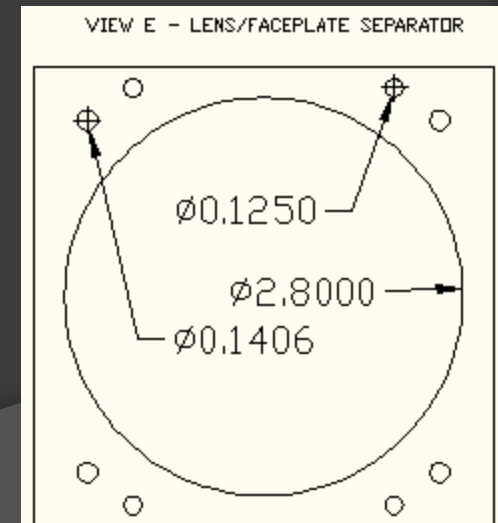 VIEW E - LENS/FACEPLATE SEPARATOR
Ø0.1250
Ø2.8000
Ø0.1406